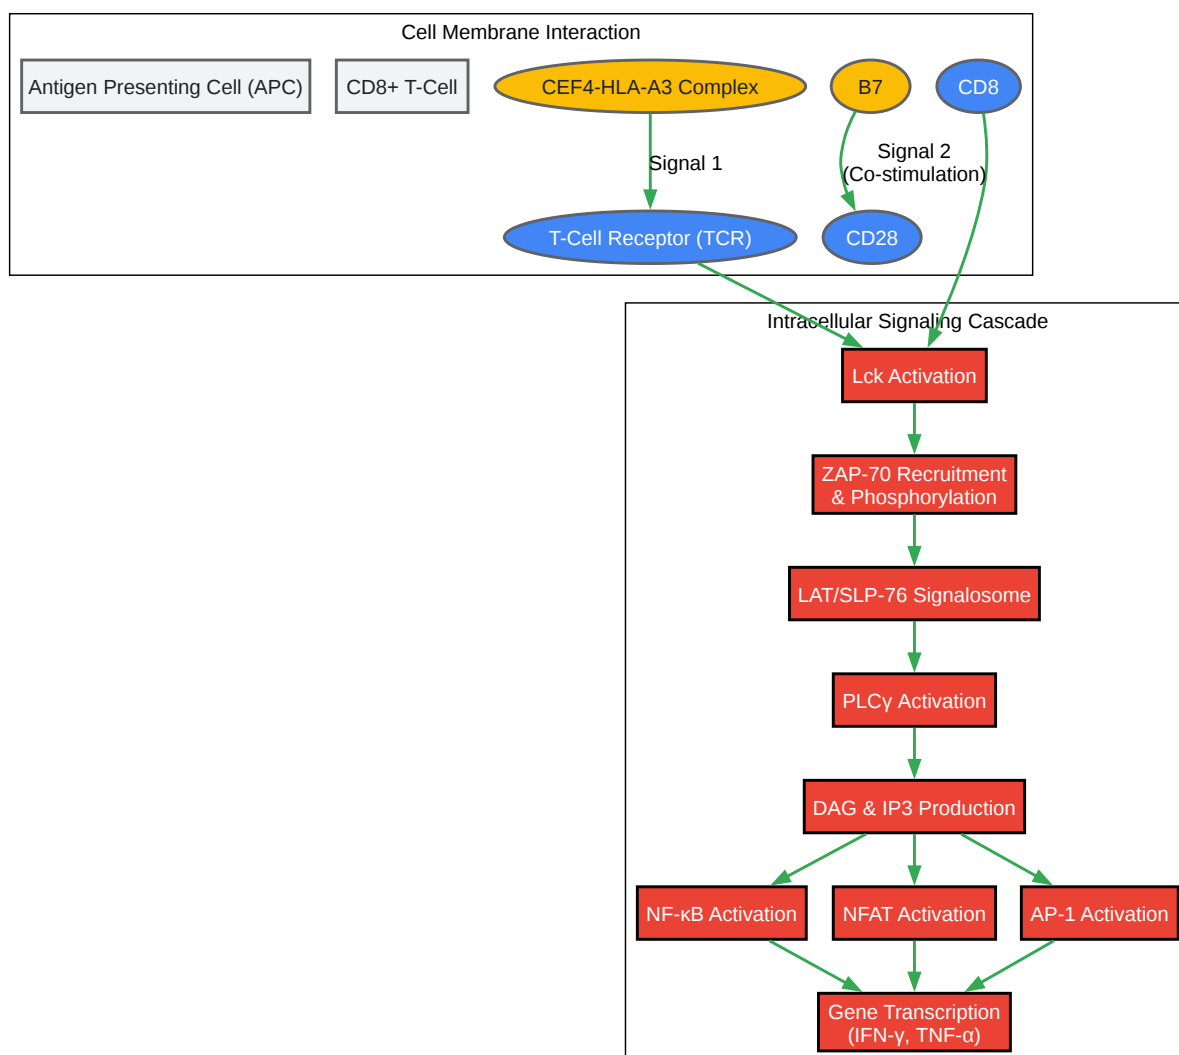 Cell Membrane Interaction
Antigen Presenting Cell (APC)
CD8+ T-Cell
CEF4-HLA-A3 Complex
B7
CD8
Signal 1
Signal 2
(Co-stimulation)
T-Cell Receptor (TCR)
CD28
Intracellular Signaling Cascade
Lck Activation
ZAP-70 Recruitment
& Phosphorylation
LAT/SLP-76 Signalosome
PLCγ Activation
DAG & IP3 Production
NF-κB Activation
NFAT Activation
AP-1 Activation
Gene Transcription
(IFN-γ, TNF-α)